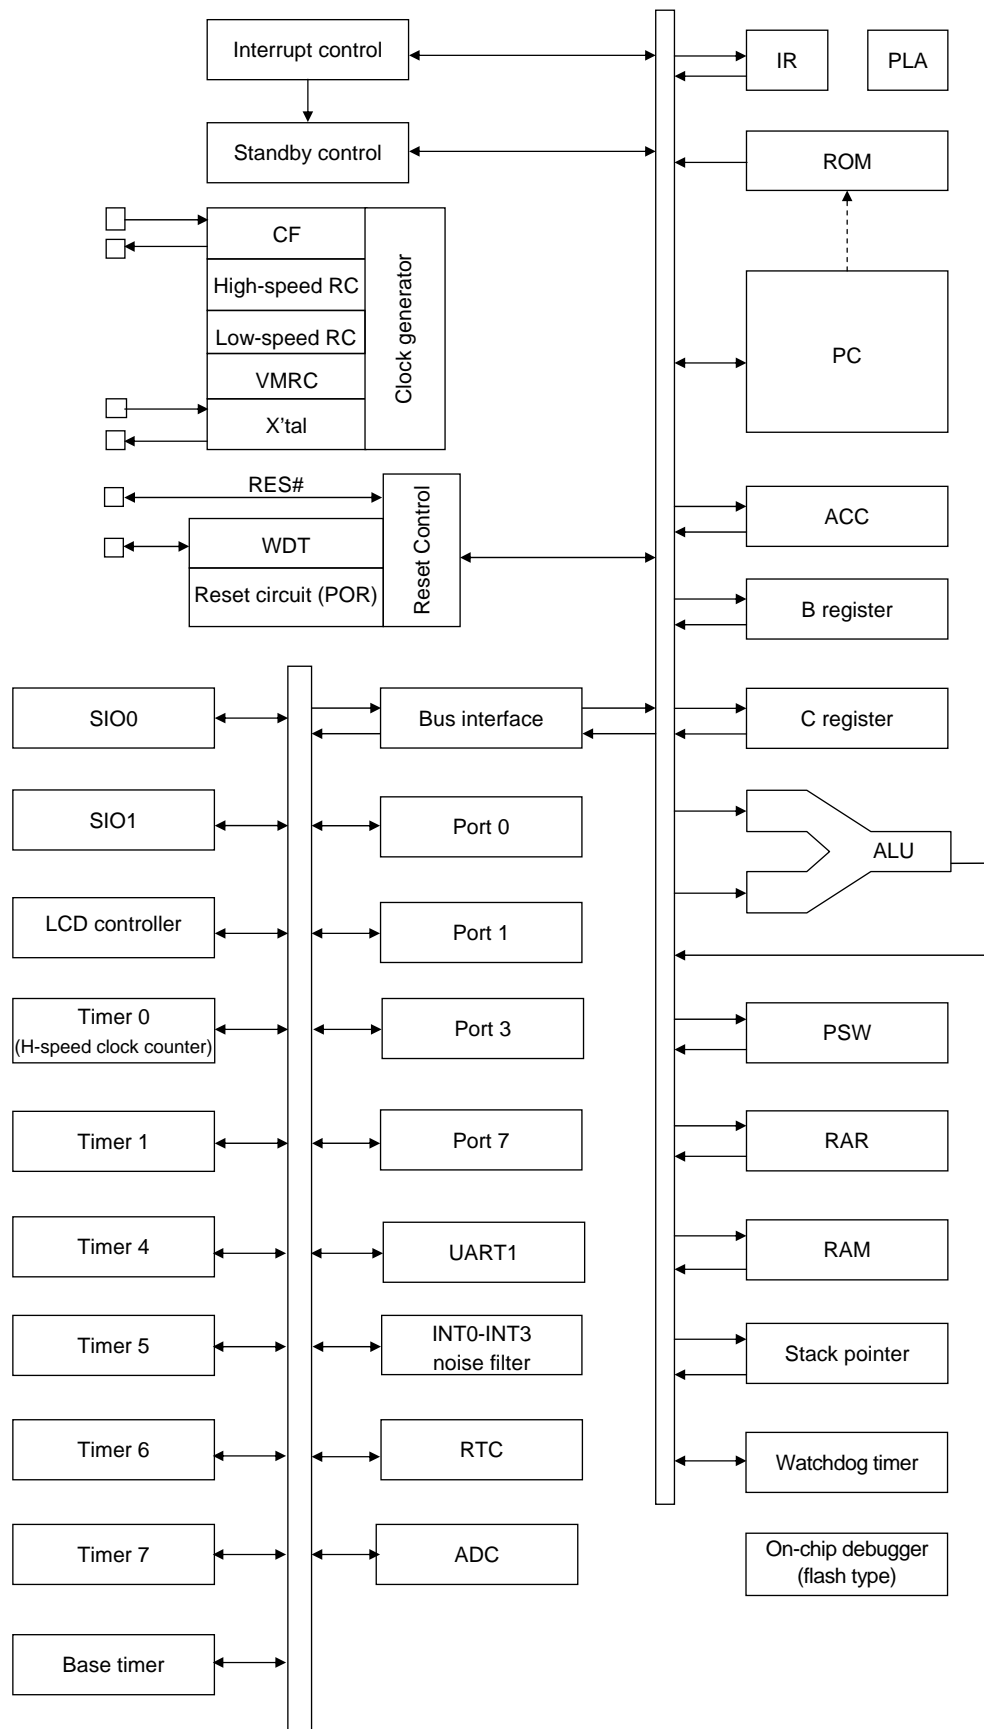 Interrupt control
IR
PLA
Standby control
ROM
CF
High-speed RC
Low-speed RC
VMRC
X'tal
Clock generator
PC
RES#
WDT
Reset circuit (POR)
Reset Control
ACC
B register
SIO0
Bus interface
C register
SIO1
Port 0
ALU
LCD controller
Port 1
Timer 0
(H-speed clock counter)
Port 3
PSW
Timer 1
Port 7
RAR
Timer 4
UART1
RAM
Timer 5
INT0-INT3
noise filter
Stack pointer
Timer 6
RTC
Watchdog timer
Timer 7
ADC
On-chip debugger
(flash type)
Base timer